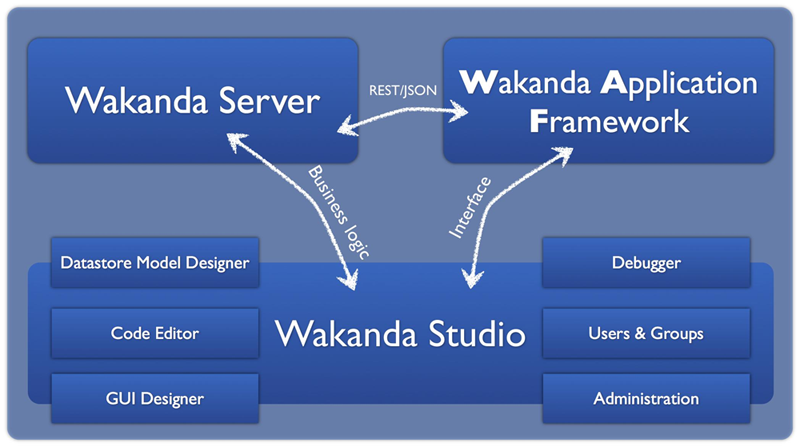 Wakanda Server
REST/JSON
Wakanda Application
Framework
Business logic
Interface
Datastore Model Designer
Debugger
Code Editor
Wakanda Studio
Users & Groups
GUI Designer
Administration